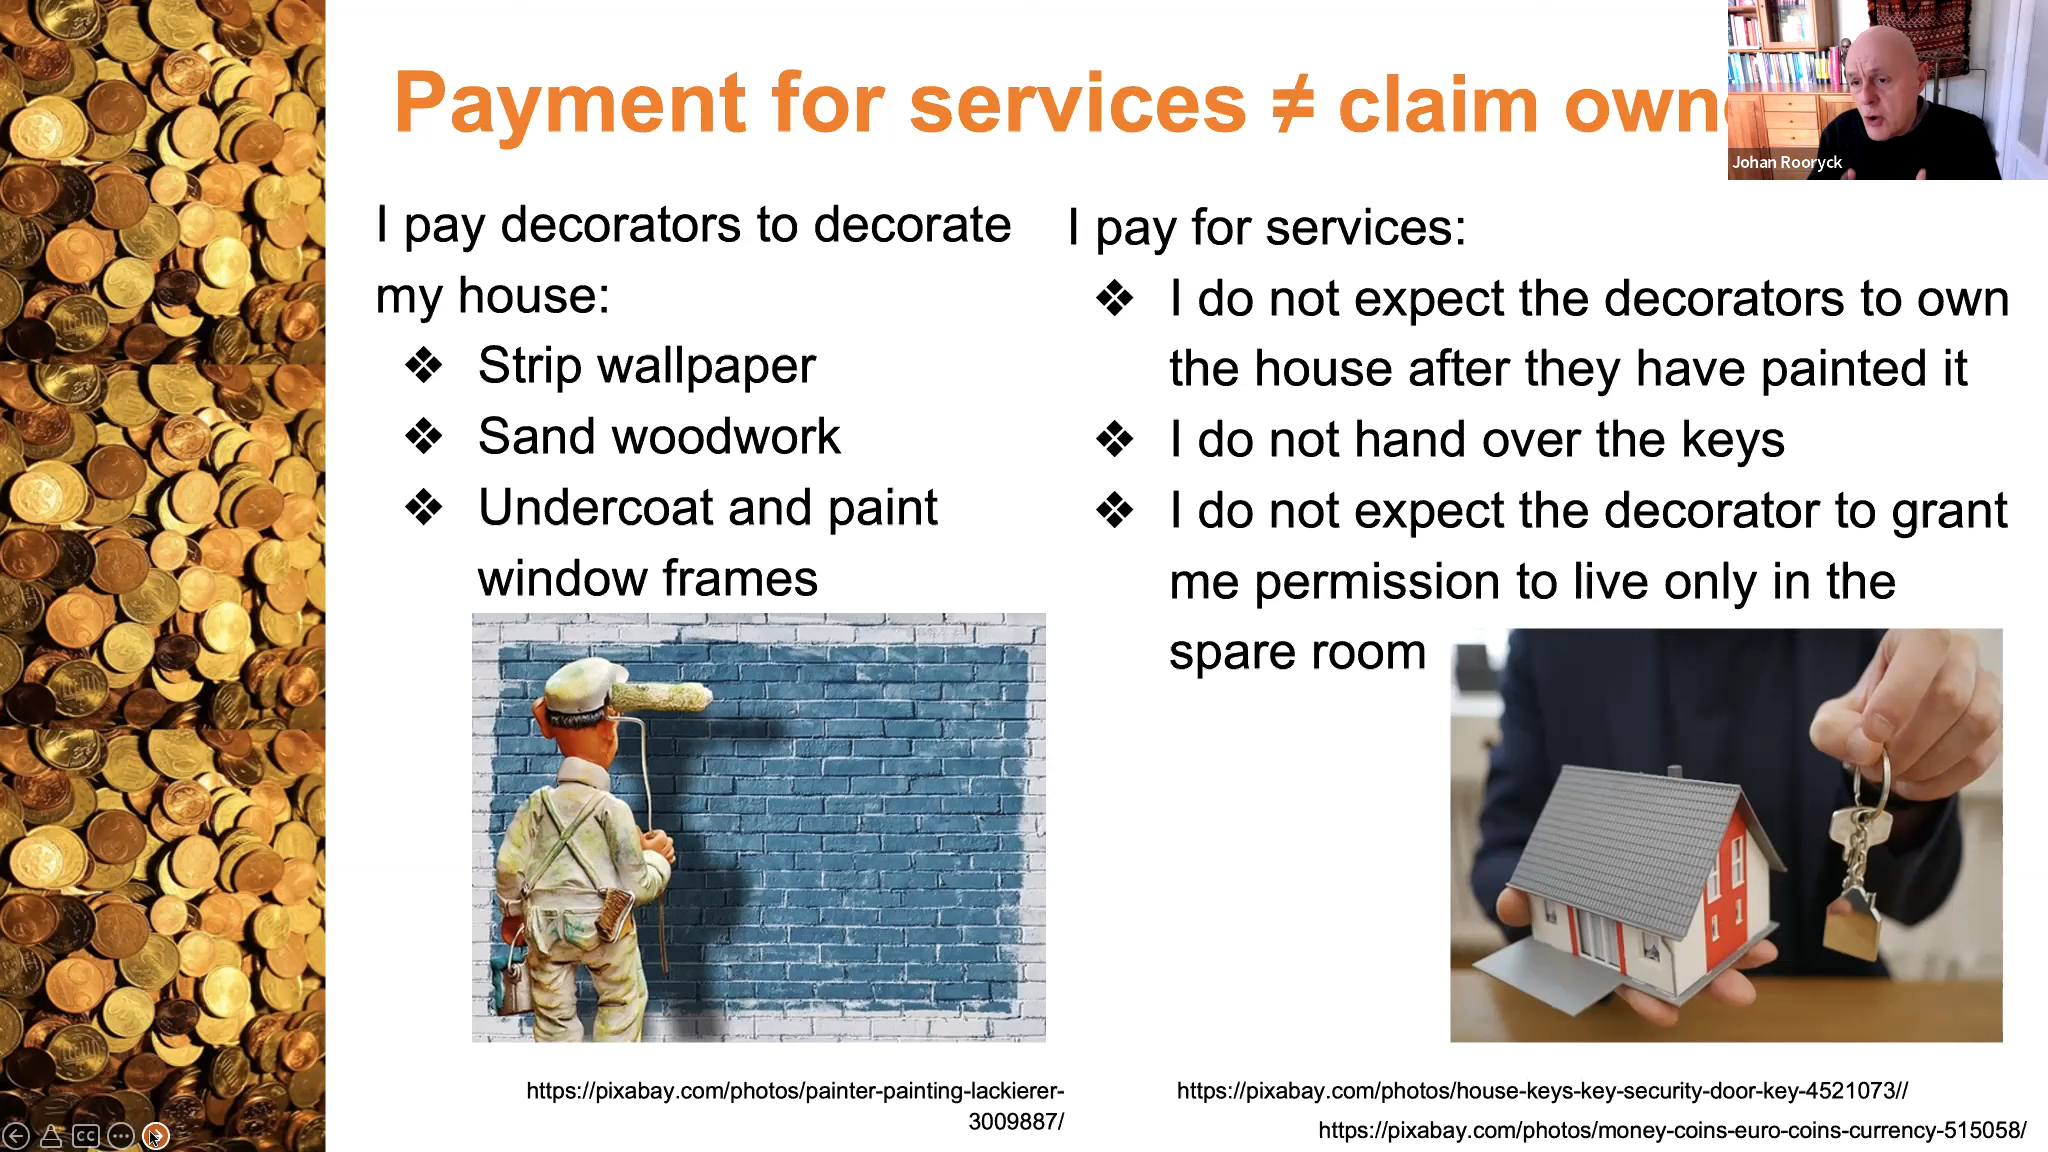 Payment for services ≠ claim own
Johan Rooryck
I pay decorators to decorate
my house:
❖ Strip wallpaper
❖ Sand woodwork
❖ Undercoat and paint
window frames
I pay for services:
❖ I do not expect the decorators to own
the house after they have painted it
❖ I do not hand over the keys
❖ I do not expect the decorator to grant
me permission to live only in the
spare room
https://pixabay.com/photos/painter-painting-lackierer-
3009887/
https://pixabay.com/photos/house-keys-key-security-door-key-4521073//
https://pixabay.com/photos/money-coins-euro-coins-currency-515058/
CC